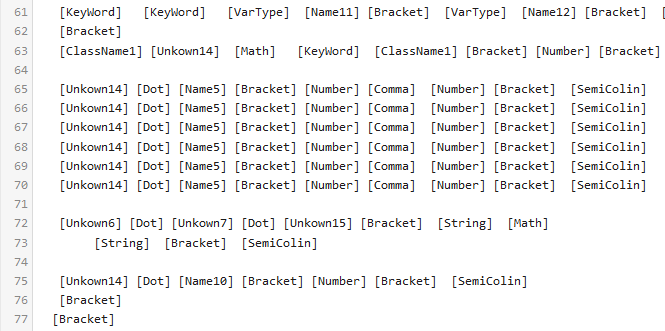 61 [KeyWord] [KeyWord] [VarType] [Name11] [Bracket] [VarType] [Name12] [Bracket] [
62 [Bracket]
63 [ClassName1] [Unkown14] [Math] [KeyWord] [ClassName1] [Bracket] [Number] [Bracket]
64
65 [Unkown14] [Dot] [Name5] [Bracket] [Number] [Comma] [Number] [Bracket] [SemiColin]
66 [Unkown14] [Dot] [Name5] [Bracket] [Number] [Comma] [Number] [Bracket] [SemiColin]
67 [Unkown14] [Dot] [Name5] [Bracket] [Number] [Comma] [Number] [Bracket] [SemiColin]
68 [Unkown14] [Dot] [Name5] [Bracket] [Number] [Comma] [Number] [Bracket] [SemiColin]
69 [Unkown14] [Dot] [Name5] [Bracket] [Number] [Comma] [Number] [Bracket] [SemiColin]
70 [Unkown14] [Dot] [Name5] [Bracket] [Number] [Comma] [Number] [Bracket] [SemiColin]
71
72 [Unkown6] [Dot] [Unkown7] [Dot] [Unkown15] [Bracket] [String] [Math]
73 [String] [Bracket] [SemiColin]
74
75 [Unkown14] [Dot] [Name10] [Bracket] [Number] [Bracket] [SemiColin]
76 [Bracket]
77 [Bracket]